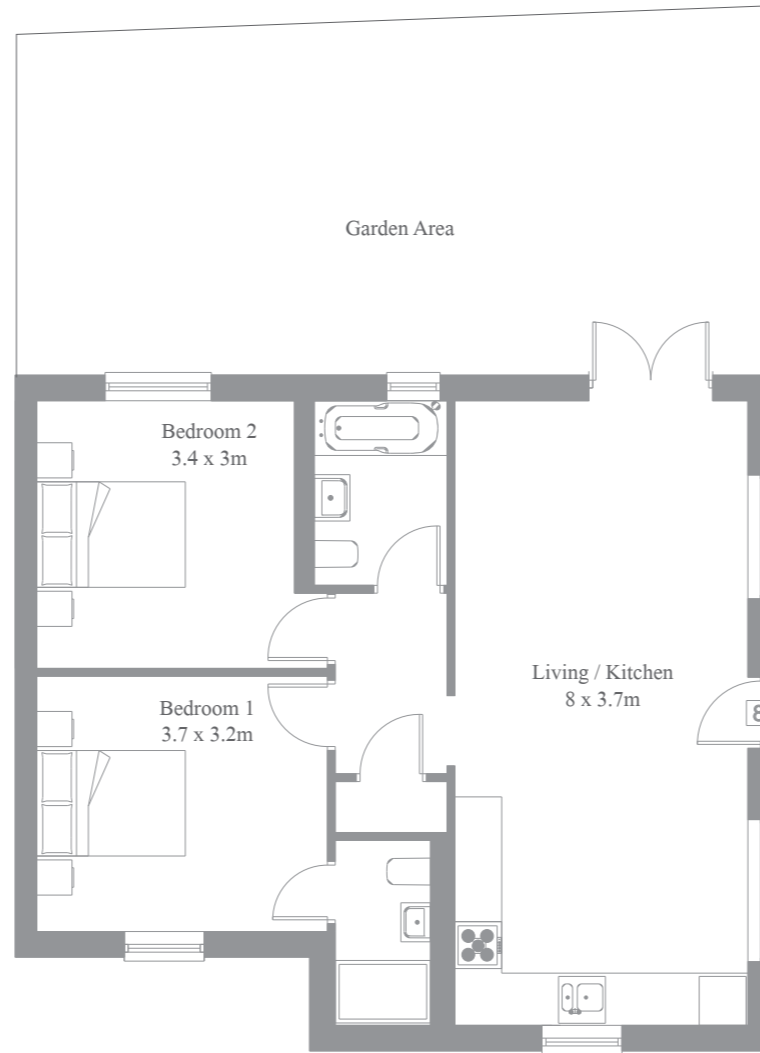 Garden Area
Bedroom 2
3.4 x 3m
Living / Kitchen
8 x 3.7m
Bedroom 1
3.7 x 3.2m